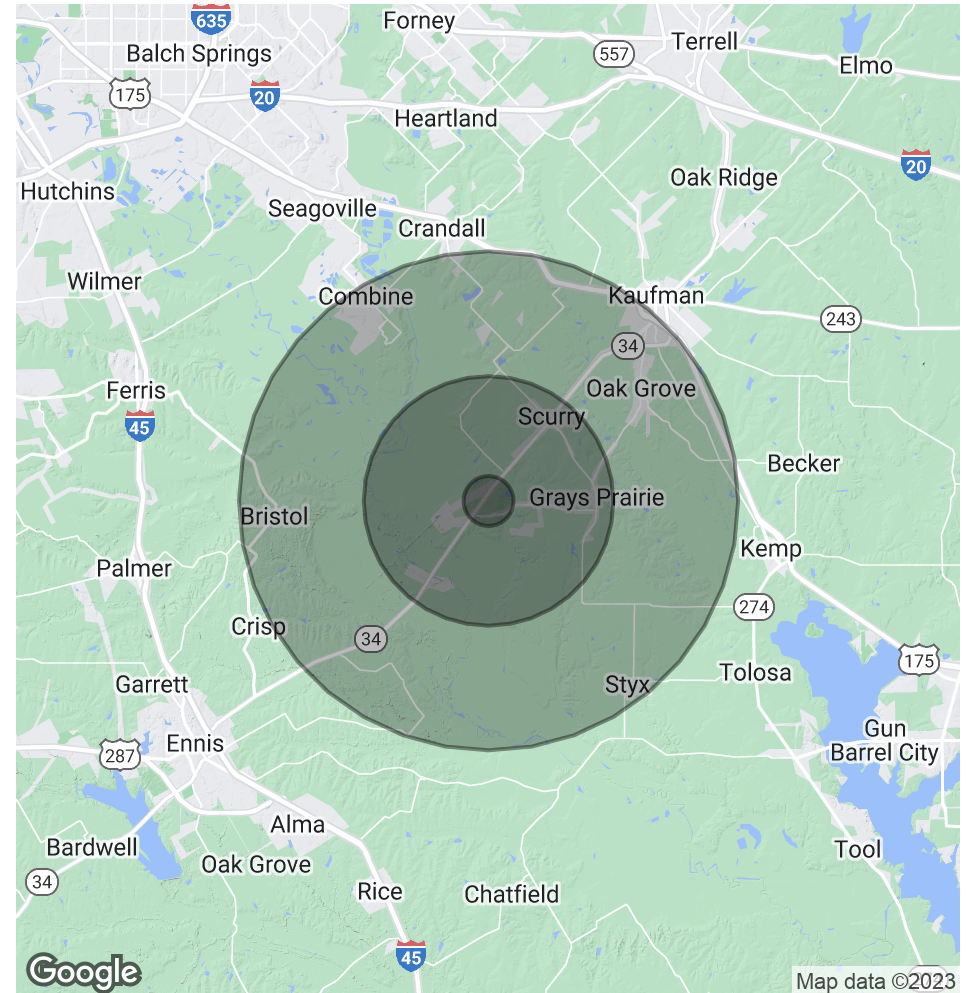 635
Forney
Balch Springs
557
Terrell
Elmo
175
20
Heartland
20
Hutchins
Oak Ridge
Seagoville
Crandall
Wilmer
Combine
Kaufman
243
34
Ferris
Oak Grove
45
Scurry
Becker
Grays Prairie
Bristol
Kemp
Palmer
274
Crisp
34
175
Tolosa
Garrett
Styx
Gun
Barrel City
Ennis
287
Alma
Bardwell
Tool
Oak Grove
34
Rice
Chatfield
45
Google
Map data ©2023